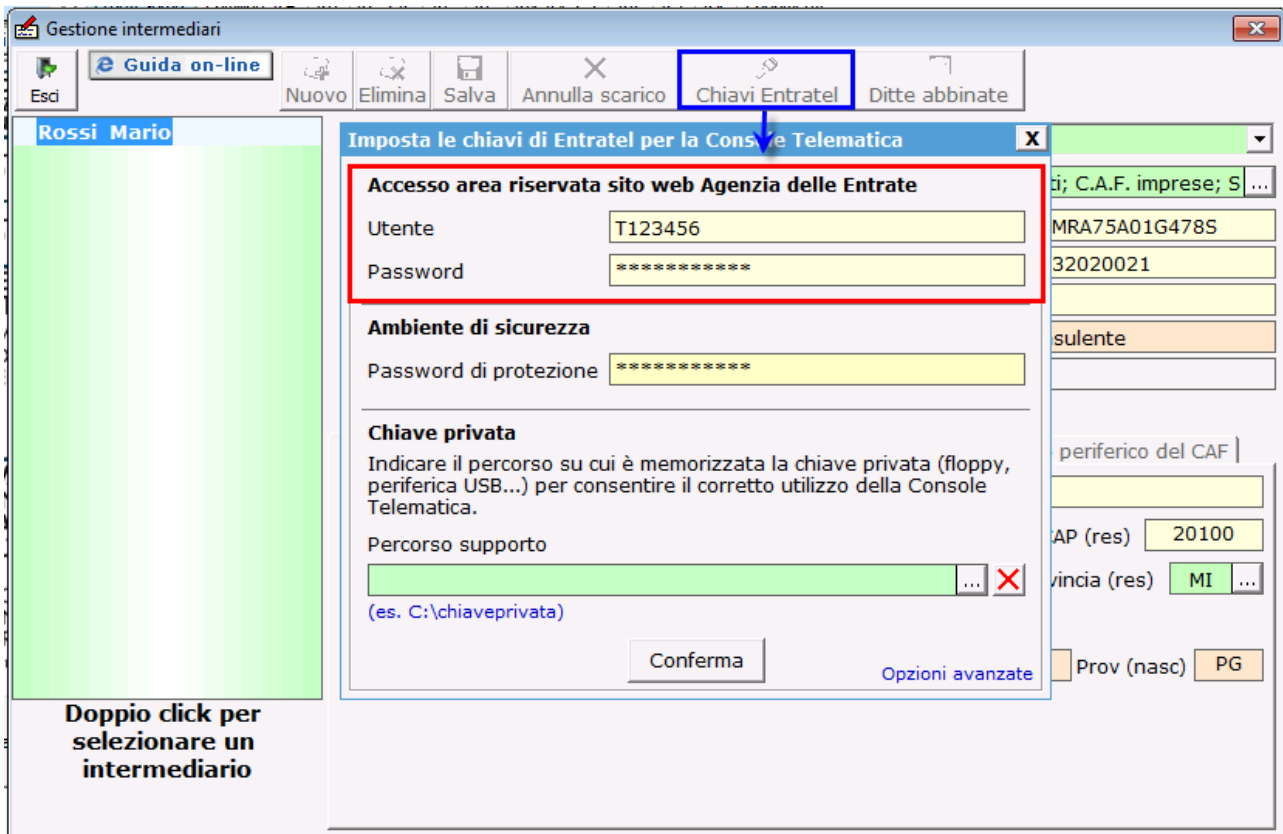 Gestione intermediari
Esci
Guida on-line
Nuovo
Elimina
Salva
Annulla scarico
Chiavi Entratel
Ditte abbinate
Rossi Mario
Doppio click per
selezionare un
intermediario
Imposta le chiavi di Entratel per la Telematica
X
Accesso area riservata sito web Agenzia delle Entrate
Utente T123456
Password ***********
Ambiente di sicurezza
Password di protezione ***********
Chiave privata
Indicare il percorso su cui è memorizzata la chiave privata (floppy,
periferica USB...) per consentire il corretto utilizzo della Console
Telematica.
Percorso supporto
...
(es. C:\chiaveprivata)
Conferma
Opzioni avanzate
ti; C.A.F. imprese; S ...
MRA75A01G478S
32020021
sulente
periferico del CAF
AP (res) 20100
vincia (res) MI ...
Prov (nasc) PG